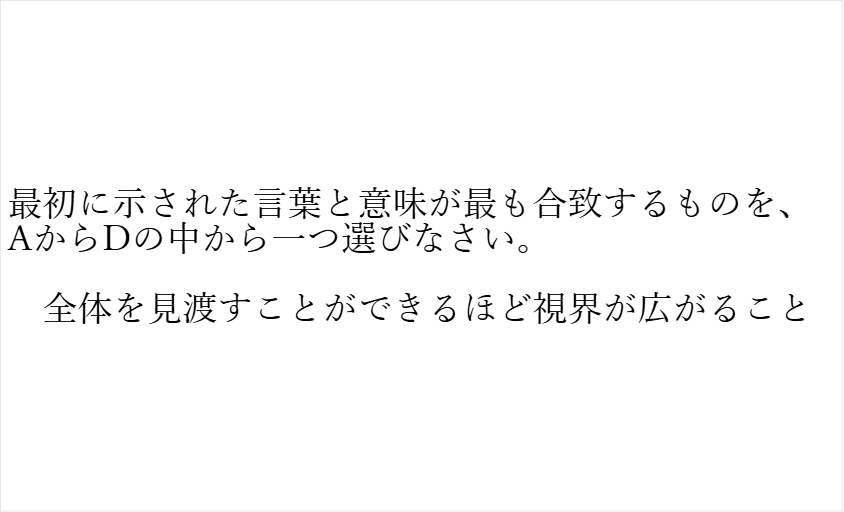 最初に示された言葉と意味が最も合致するものを、
AからDの中から一つ選びなさい。
全体を見渡すことができるほど視界が広がること